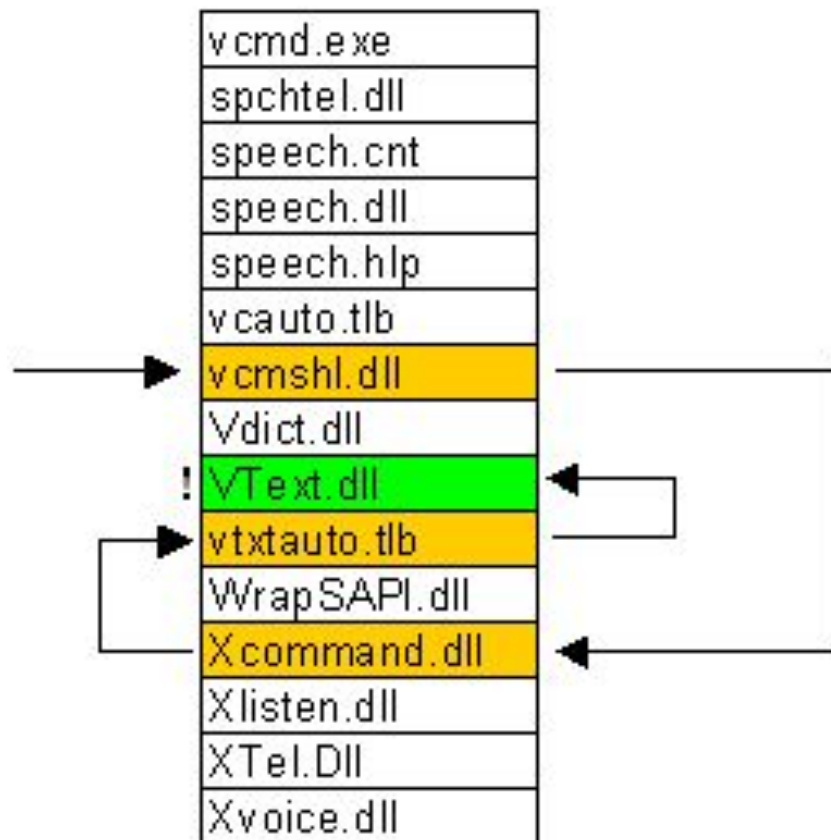 vcmd.exe
spchtel.dll
speech.cnt
speech.dll
speech.hlp
vcauto.tlb
vcmshl.dll
Vdict.dll
! VText.dll
vtxtauto.tlb
WrapSAPI.dll
Xcommand.dll
Xlisten.dll
XTel.Dll
Xvoice.dll